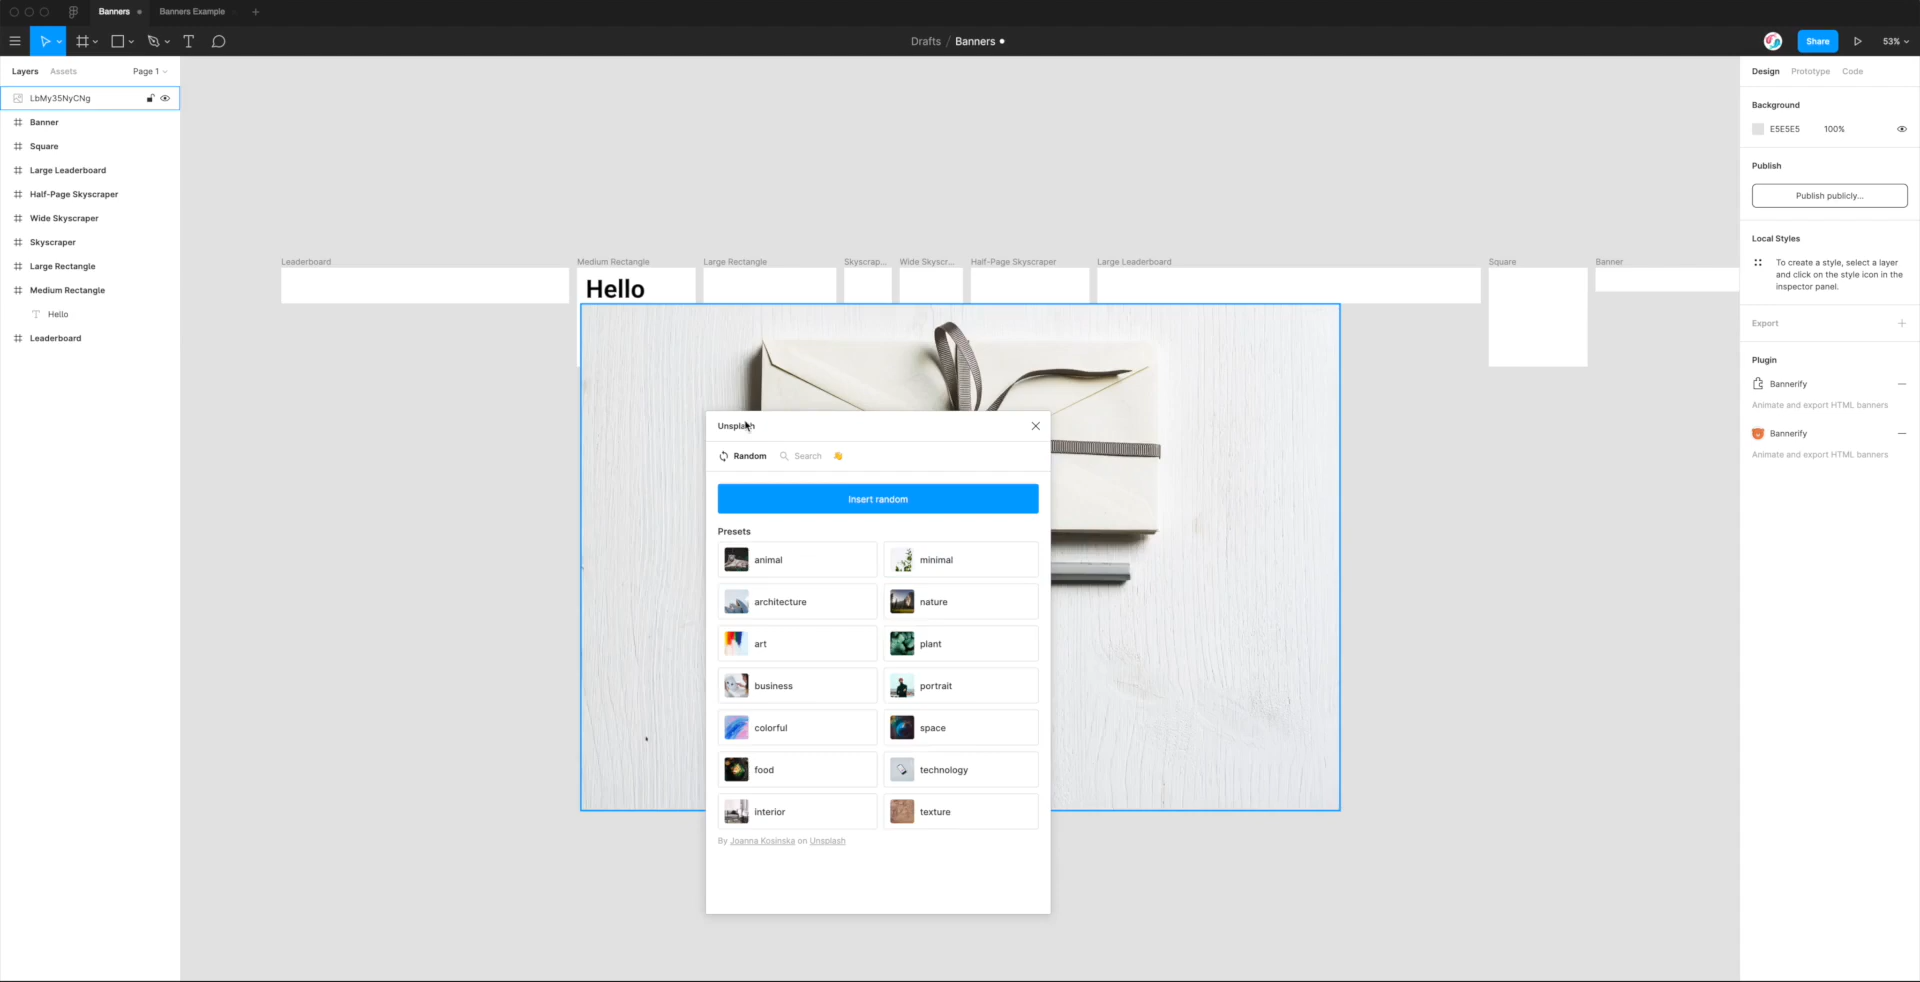 Banners
Banners Example
Drafts / Banners
Share
53%
Layers
Assets
Page 1
LbMy35NyCNg
Banner
Square
Large Leaderboard
Half-Page Skyscraper
Wide Skyscraper
Skyscraper
Large Rectangle
Medium Rectangle
Hello
Leaderboard
Leaderboard
Medium Rectangle
Large Rectangle
Skyscrap...
Wide Skyscr...
Half-Page Skyscraper
Large Leaderboard
Square
Banner
Hello
Unsplash
Random
Search
Insert random
Presets
animal
minimal
architecture
nature
art
plant
business
portrait
colorful
space
food
technology
interior
texture
By Joanna Kosinska on Unsplash
Design
Prototype
Code
Background
E5E5E5
100%
Publish
Publish publicly...
Local Styles
To create a style, select a layer
and click on the style icon in the
inspector panel.
Export
Plugin
Bannerify
Animate and export HTML banners
Bannerify
Animate and export HTML banners